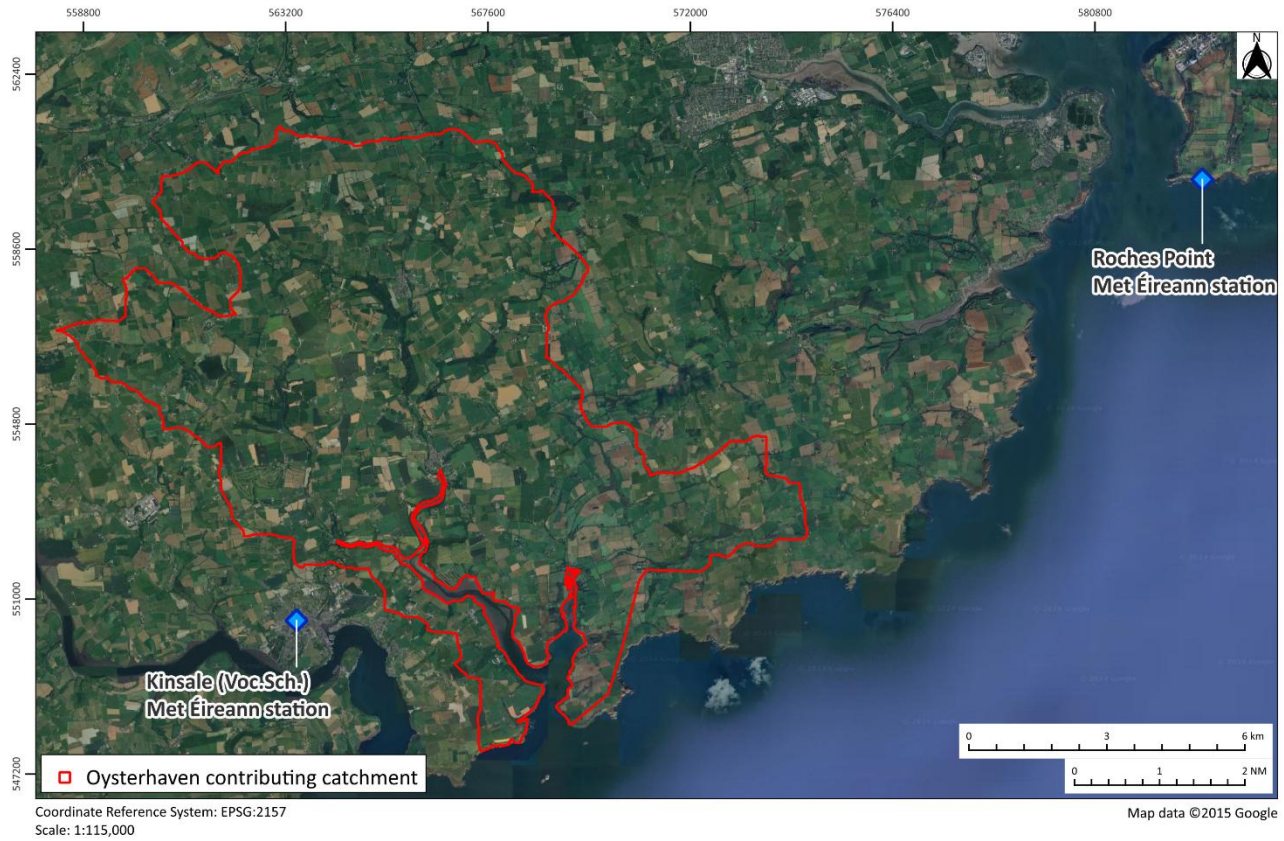 558800 563200 567600 572000 576400 580800
562400
N
558600
Roches Point
Met Éireann station
554800
551000
Kinsale (Voc.Sch.)
Met Éireann station
0 3 6 km
0 1 2 NM
547200
Oysterhaven contributing catchment
Coordinate Reference System: EPSG:2157
Map data ©2015 Google
Scale: 1:115,000